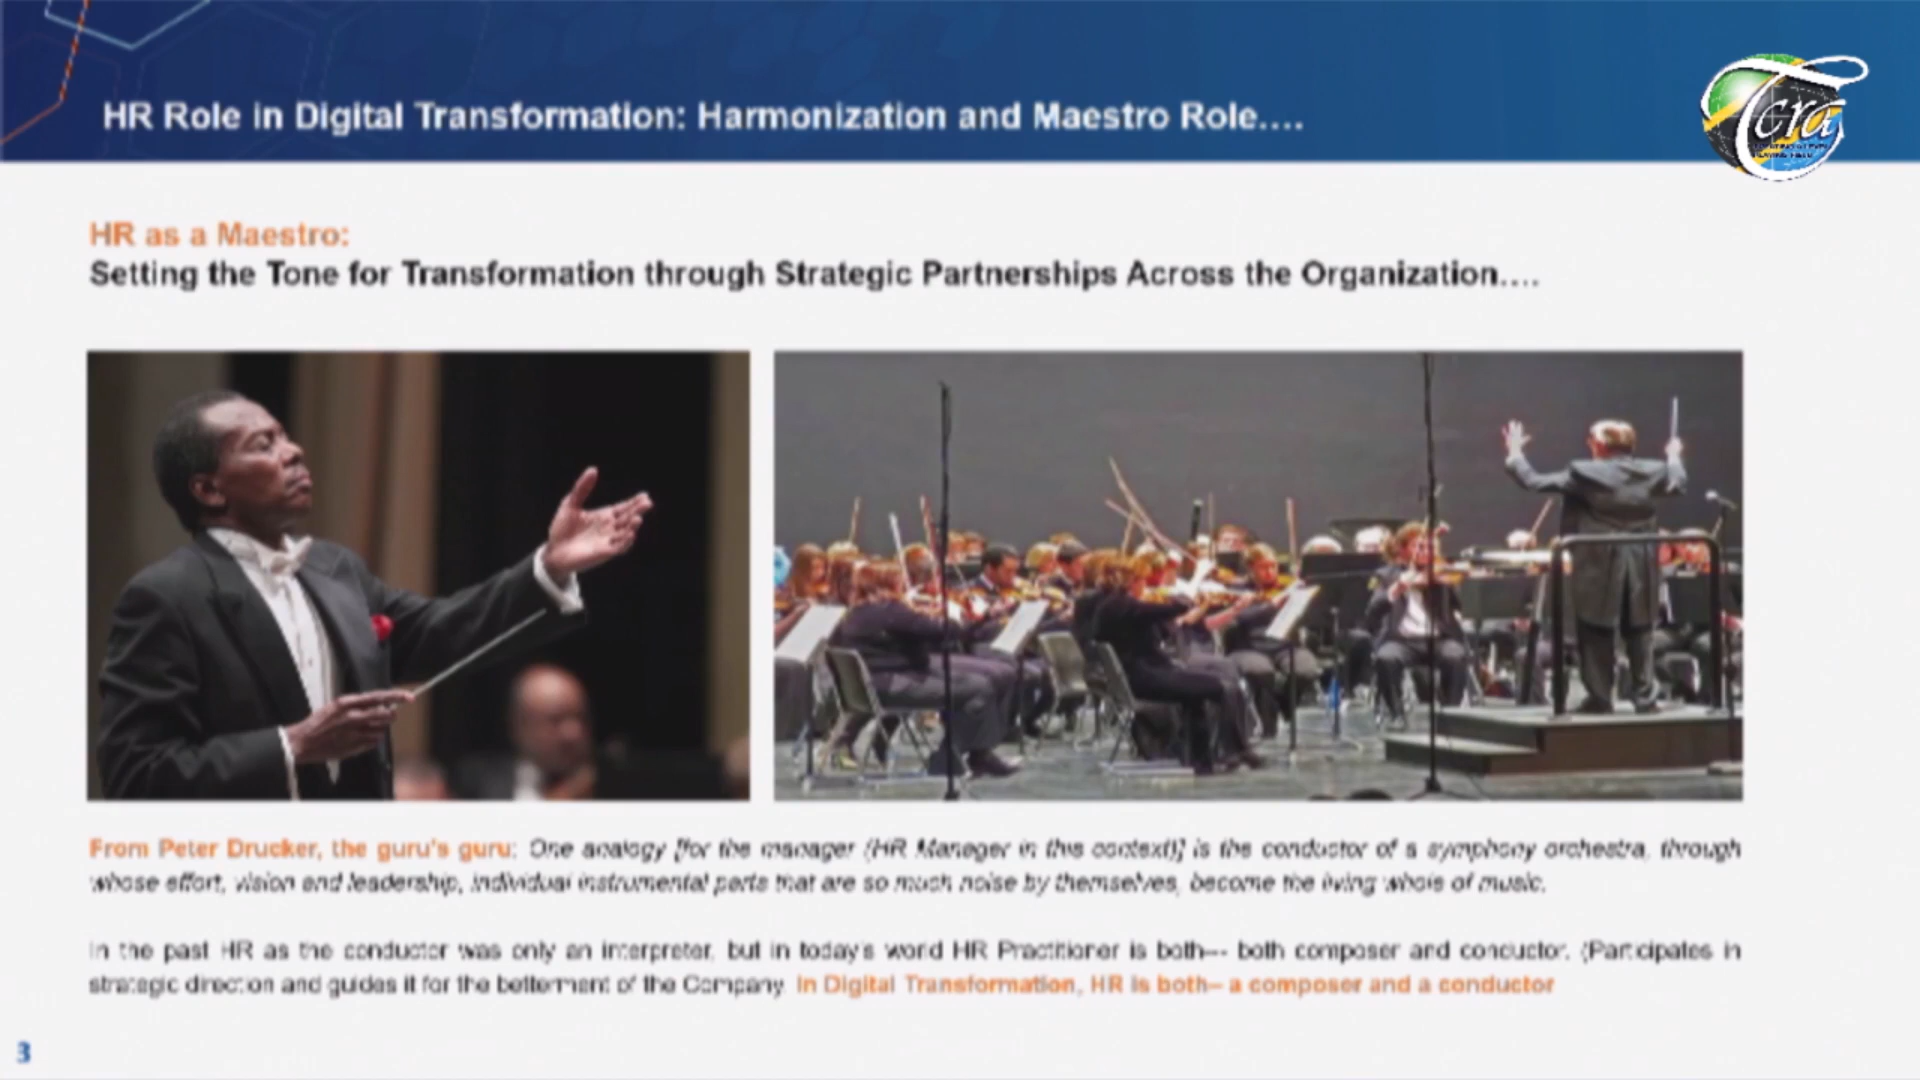 HR Role in Digital Transformation: Harmonization and Maestro Role....
Tcra
HR as a Maestro:
Setting the Tone for Transformation through Strategic Partnerships Across the Organization....
From Peter Drucker, the guru's guru: One analogy [for the manager (HR Manager in this context)] is the conductor of a symphony orchestra, through
whose effort, vision and leadership, individual instrumental parts that are so much noise by themselves, become the living whole of music.
In the past HR as the conductor was only an interpreter, but in today's world HR Practitioner is both--- both composer and conductor. (Participates in
strategic direction and guides it for the betterment of the Company. In Digital Transformation, HR is both– a composer and a conductor
3